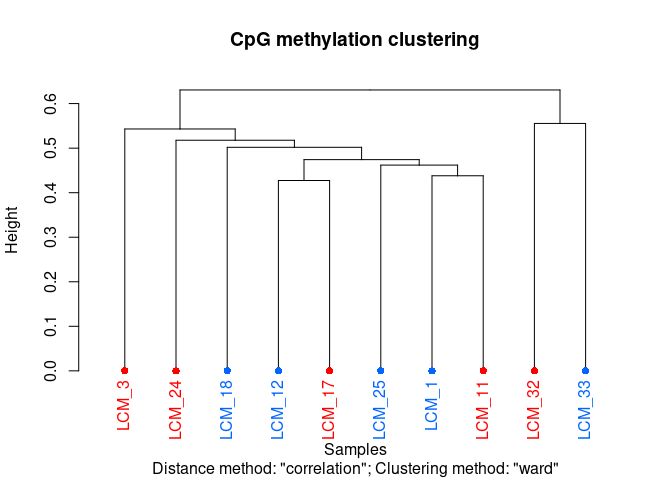 CpG methylation clustering
Height
0.6
0.5
0.4
0.3
0.2
0.1
0.0
LCM_3
LCM_24
LCM_18
LCM_12
LCM_17
LCM_25
LCM_1
LCM_11
LCM_32
LCM_33
Samples
Distance method: "correlation"; Clustering method: "ward"